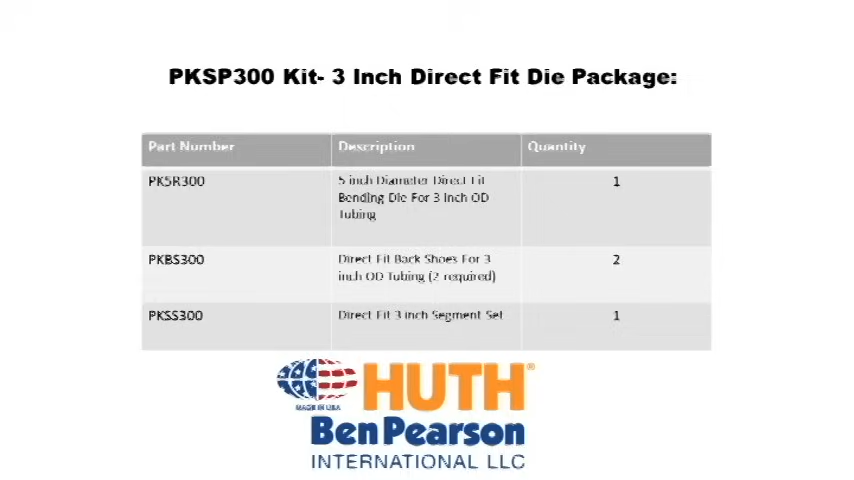 PKSP300 Kit- 3 Inch Direct Fit Die Package:
Part Number Description Quantity
PK5R300 5 inch Diameter Direct Fit 1
Bending Die For 3 inch OD
Tubing
PKBS300 Direct Fit Back Shoes For 3 2
inch OD Tubing (2 required)
PKSS300 Direct Fit 3 inch Segment Set 1
HUTH®
MADE IN USA
Ben Pearson
INTERNATIONAL LLC